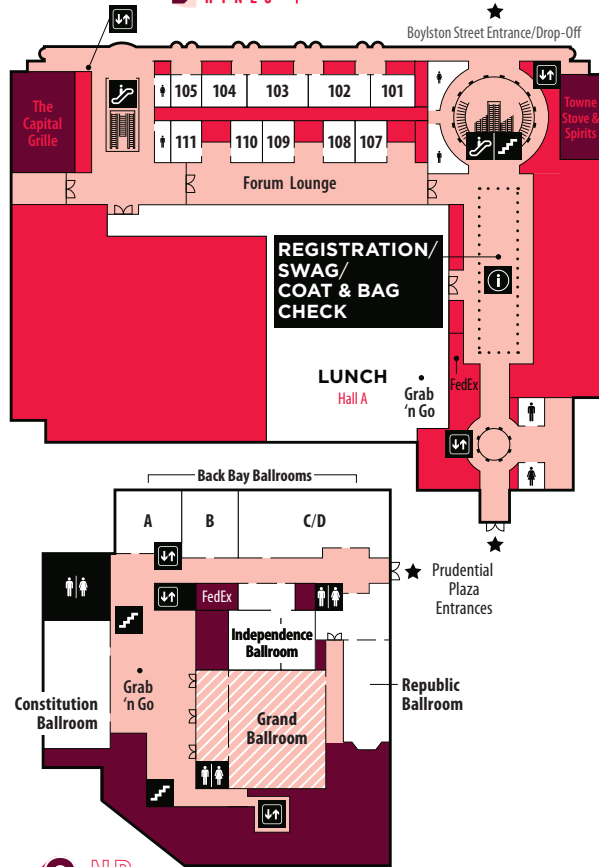 Boylston Street Entrance/Drop-Off
The
Capital
Grille
105
104
103
102
101
Towne
Stove &
Spirits
111
110
109
108
107
Forum Lounge
REGISTRATION/
SWAG/
COAT & BAG
CHECK
LUNCH
Hall A
Grab
'n Go
FedEx
Back Bay Ballrooms
A
B
C/D
Prudential
Plaza
Entrances
FedEx
Independence
Ballroom
Grab
'n Go
Constitution
Ballroom
Republic
Ballroom
Grand
Ballroom